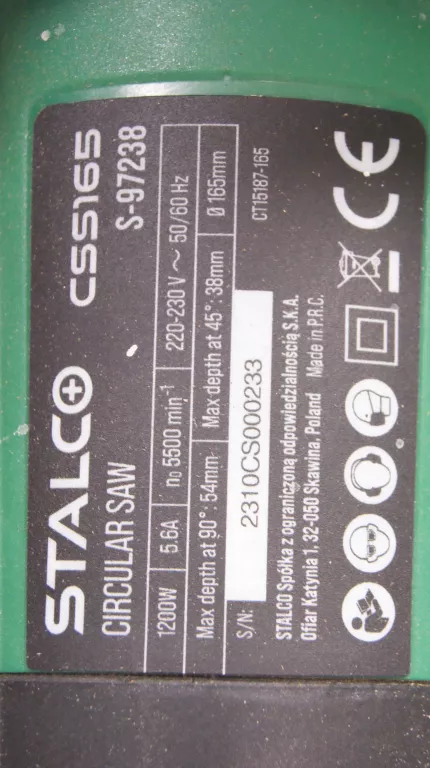 STALCO CSS165
CIRCULAR SAW S-97238
1200W 5.6A n₀ 5500 min⁻¹ 220-230 V ~ 50/60 Hz
Max depth at 90°: 54mm Max depth at 45°: 38mm Ø 165mm
S/N: 2310CS000233 CT15187-165
STALCO Spółka z ograniczoną odpowiedzialnością S.K.A.
Ofiar Katynia 1, 32-050 Skawina, Poland Made in P.R.C.
CE